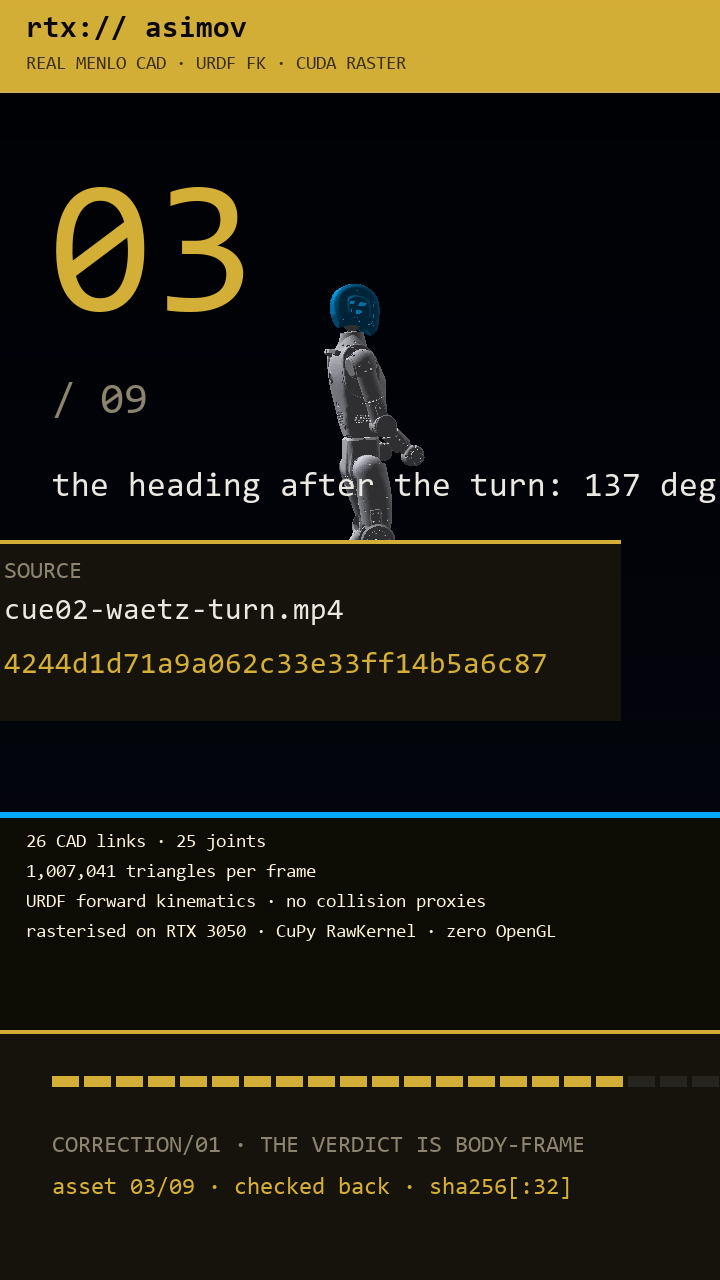 rtx:// asimov
REAL MENLO CAD · URDF FK · CUDA RASTER
03
/ 09
the heading after the turn: 137 deg
SOURCE
cue02-waetz-turn.mp4
4244d1d71a9a062c33e33ff14b5a6c87
26 CAD links · 25 joints
1,007,041 triangles per frame
URDF forward kinematics · no collision proxies
rasterised on RTX 3050 · CuPy RawKernel · zero OpenGL
CORRECTION/01 · THE VERDICT IS BODY-FRAME
asset 03/09 · checked back · sha256[:32]